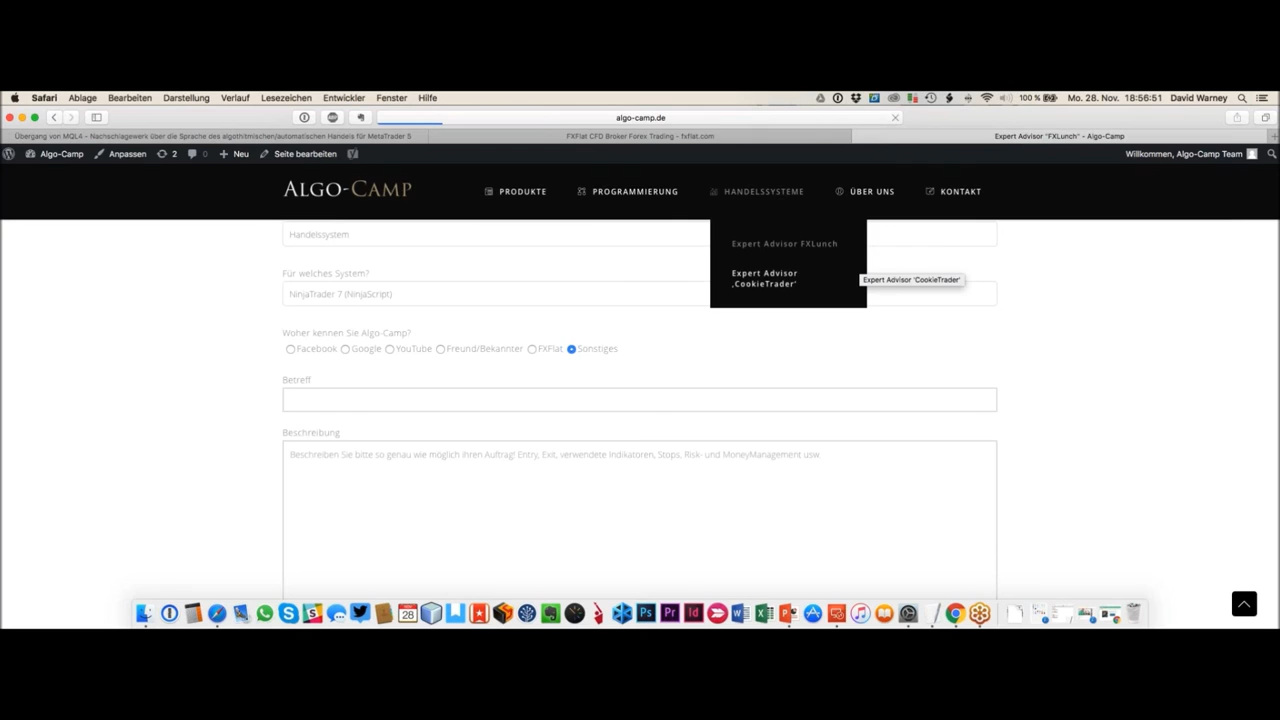 Safari Ablage Bearbeiten Darstellung Verlauf Lesezeichen Entwickler Fenster Hilfe 100 % Mo. 28. Nov. 18:56:51 David Warney
algo-camp.de
Übergang von MQL4 - Nachschlagewerk über die Sprache des algothitmischen/automatischen Handels für MetaTrader 5
FXFlat CFD Broker Forex Trading - fxflat.com
Expert Advisor "FXLunch" - Algo-Camp
Algo-Camp Anpassen 2 0 Neu Seite bearbeiten Willkommen, Algo-Camp Team
ALGO-CAMP PRODUKTE PROGRAMMIERUNG HANDELSSYSTEME ÜBER UNS KONTAKT
Handelssystem
Expert Advisor FXLunch
Für welches System?
Expert Advisor
‚CookieTrader'
Expert Advisor 'CookieTrader'
NinjaTrader 7 (NinjaScript)
Woher kennen Sie Algo-Camp?
Facebook Google YouTube Freund/Bekannter FXFlat Sonstiges
Betreff
Beschreibung
Beschreiben Sie bitte so genau wie möglich Ihren Auftrag! Entry, Exit, verwendete Indikatoren, Stops, Risk- und MoneyManagement usw
28 Ps Pr Id